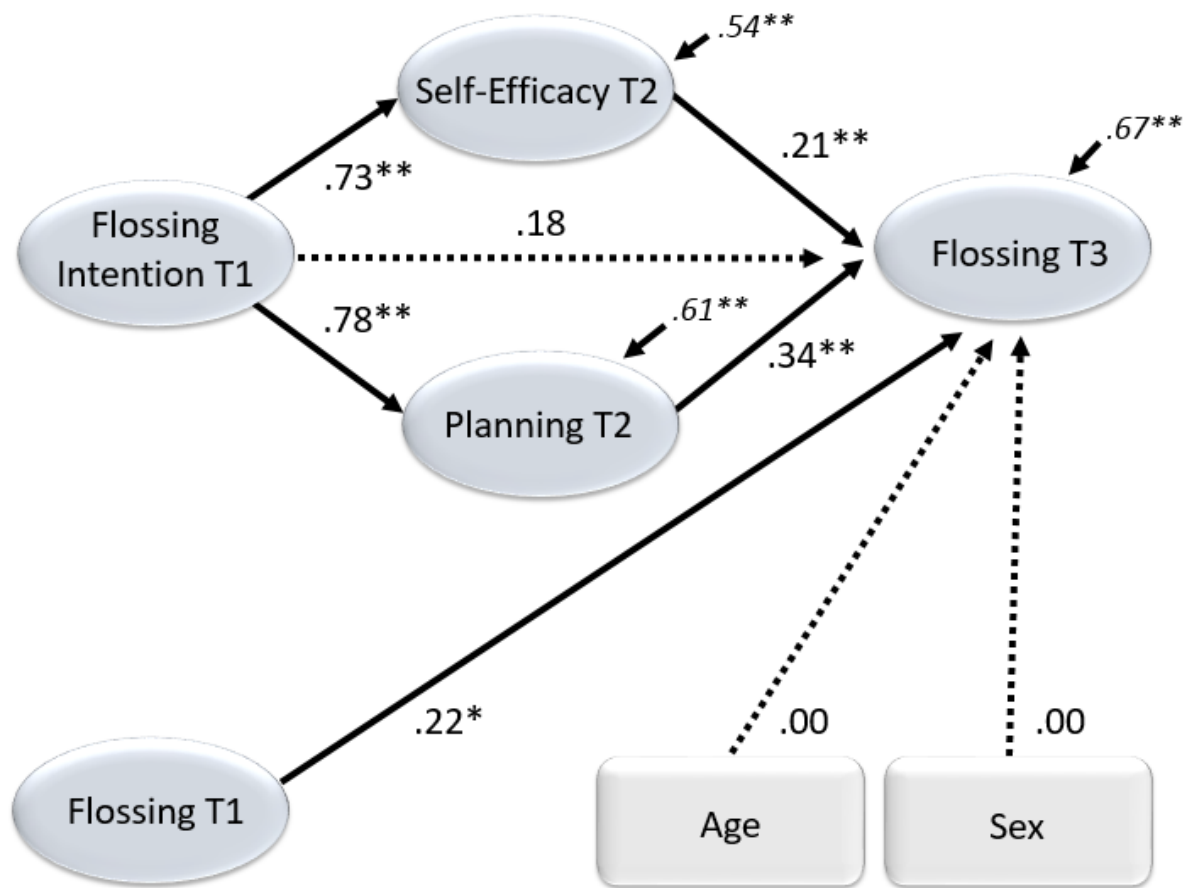 .54**
Self-Efficacy T2
.67**
.21**
.73**
Flossing
Intention T1
.18
Flossing T3
.78**
.61**
.34**
Planning T2
.22*
.00
.00
Flossing T1
Age
Sex